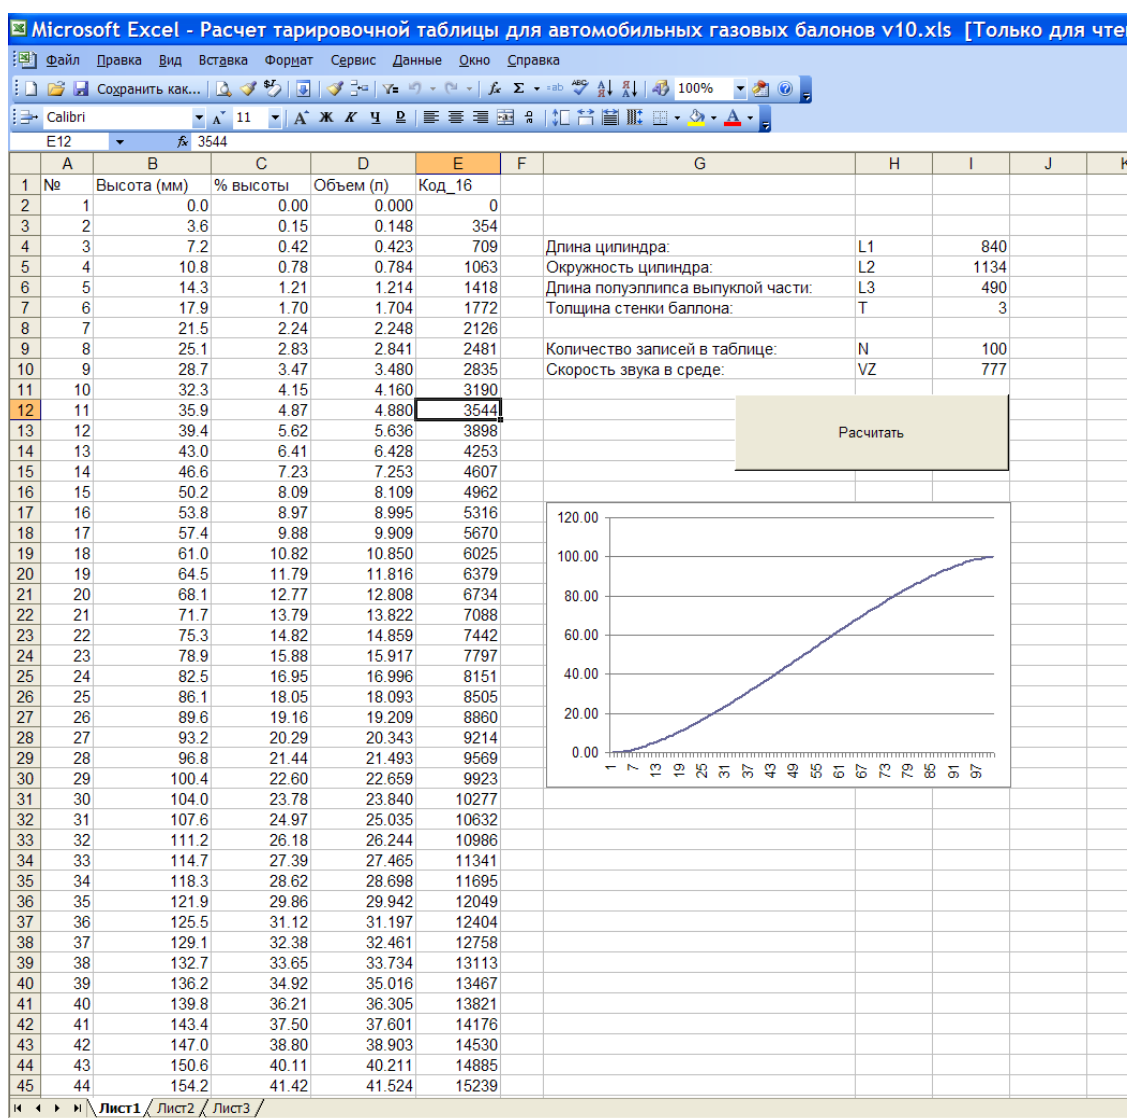 Microsoft Excel - Расчет тарировочной таблицы для автомобильных газовых балонов v10.xls [Только для чте
Файл Правка Вид Вставка Формат Сервис Данные Окно Справка
Сохранить как... 100%
Calibri 11
E12 fx 3544
A B C D E F G H I J K
1 № Высота (мм) % высоты Объем (л) Код_16
2 1 0.0 0.00 0.000 0
3 2 3.6 0.15 0.148 354
4 3 7.2 0.42 0.423 709 Длина цилиндра: L1 840
5 4 10.8 0.78 0.784 1063 Окружность цилиндра: L2 1134
6 5 14.3 1.21 1.214 1418 Длина полуэллипса выпуклой части: L3 490
7 6 17.9 1.70 1.704 1772 Толщина стенки баллона: T 3
8 7 21.5 2.24 2.248 2126
9 8 25.1 2.83 2.841 2481 Количество записей в таблице: N 100
10 9 28.7 3.47 3.480 2835 Скорость звука в среде: VZ 777
11 10 32.3 4.15 4.160 3190
12 11 35.9 4.87 4.880 3544
13 12 39.4 5.62 5.636 3898 Расчитать
14 13 43.0 6.41 6.428 4253
15 14 46.6 7.23 7.253 4607
16 15 50.2 8.09 8.109 4962
17 16 53.8 8.97 8.995 5316
18 17 57.4 9.88 9.909 5670
19 18 61.0 10.82 10.850 6025
20 19 64.5 11.79 11.816 6379
21 20 68.1 12.77 12.808 6734
22 21 71.7 13.79 13.822 7088
23 22 75.3 14.82 14.859 7442
24 23 78.9 15.88 15.917 7797
25 24 82.5 16.95 16.996 8151
26 25 86.1 18.05 18.093 8505
27 26 89.6 19.16 19.209 8860
28 27 93.2 20.29 20.343 9214
29 28 96.8 21.44 21.493 9569
30 29 100.4 22.60 22.659 9923
31 30 104.0 23.78 23.840 10277
32 31 107.6 24.97 25.035 10632
33 32 111.2 26.18 26.244 10986
34 33 114.7 27.39 27.465 11341
35 34 118.3 28.62 28.698 11695
36 35 121.9 29.86 29.942 12049
37 36 125.5 31.12 31.197 12404
38 37 129.1 32.38 32.461 12758
39 38 132.7 33.65 33.734 13113
40 39 136.2 34.92 35.016 13467
41 40 139.8 36.21 36.305 13821
42 41 143.4 37.50 37.601 14176
43 42 147.0 38.80 38.903 14530
44 43 150.6 40.11 40.211 14885
45 44 154.2 41.42 41.524 15239
120.00
100.00
80.00
60.00
40.00
20.00
0.00
1 7 13 19 25 31 37 43 49 55 61 67 73 79 85 91 97
Лист1 Лист2 Лист3